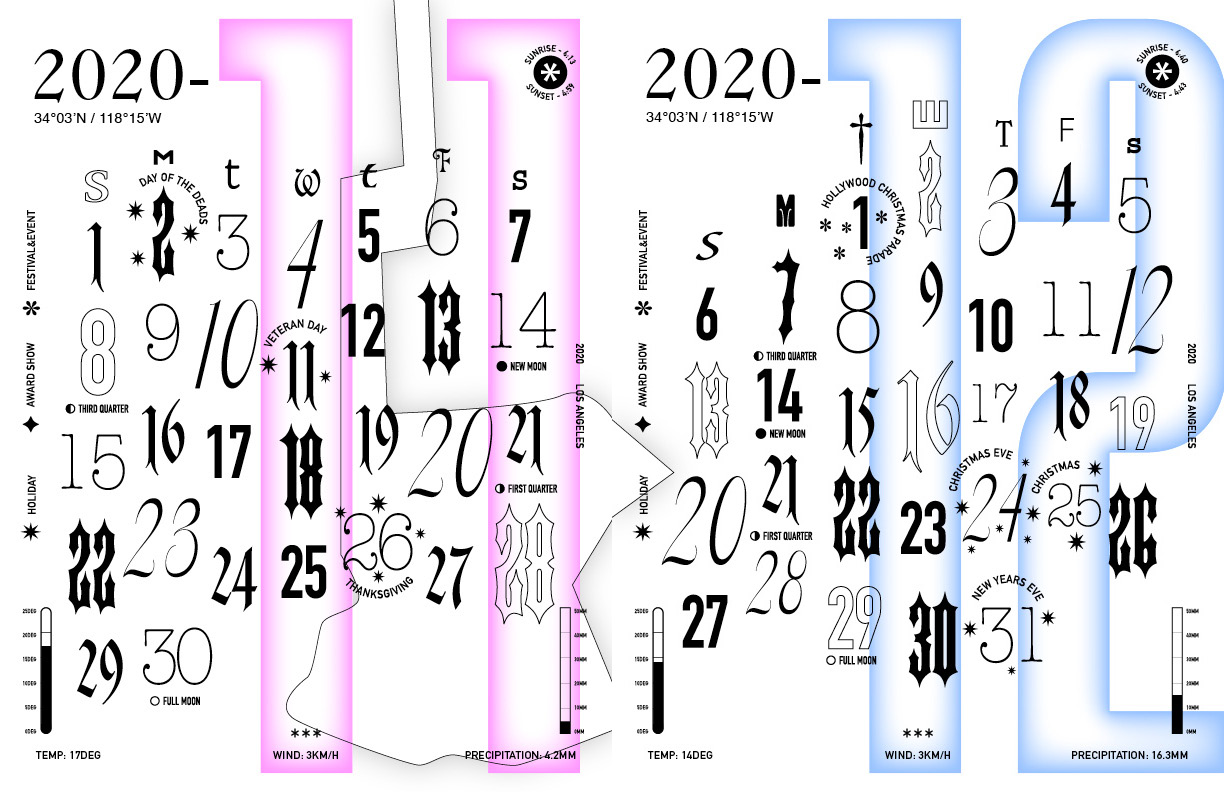 2020-11
34°03'N / 118°15'W
SUNRISE - 6.13
SUNSET - 4.59
S M t w t F s
DAY OF THE DEADS
1 2 3 4 5 6 7
VETERAN DAY
8 9 10 11 12 13 14
THIRD QUARTER
NEW MOON
15 16 17 18 19 20 21
FIRST QUARTER
22 23 24 25 26 27 28
THANKSGIVING
29 30
FULL MOON
FESTIVAL&EVENT
AWARD SHOW
HOLIDAY
2020 LOS ANGELES
25DEG
20DEG
15DEG
10DEG
5DEG
0DEG
50MM
40MM
30MM
20MM
10MM
0MM
***
TEMP: 17DEG
WIND: 3KM/H
PRECIPITATION: 4.2MM
2020-12
34°03'N / 118°15'W
SUNRISE - 6.40
SUNSET - 4.43
S M † E T F s
HOLLYWOOD CHRISTMAS PARADE
1 2 3 4 5
6 7 8 9 10 11 12
THIRD QUARTER
13 14 15 16 17 18 19
NEW MOON
20 21 22 23 24 25 26
CHRISTMAS EVE
CHRISTMAS
FIRST QUARTER
27 28 29 30 31
NEW YEARS EVE
FULL MOON
FESTIVAL&EVENT
AWARD SHOW
HOLIDAY
2020 LOS ANGELES
25DEG
20DEG
15DEG
10DEG
5DEG
0DEG
50MM
40MM
30MM
20MM
10MM
0MM
***
TEMP: 14DEG
WIND: 3KM/H
PRECIPITATION: 16.3MM